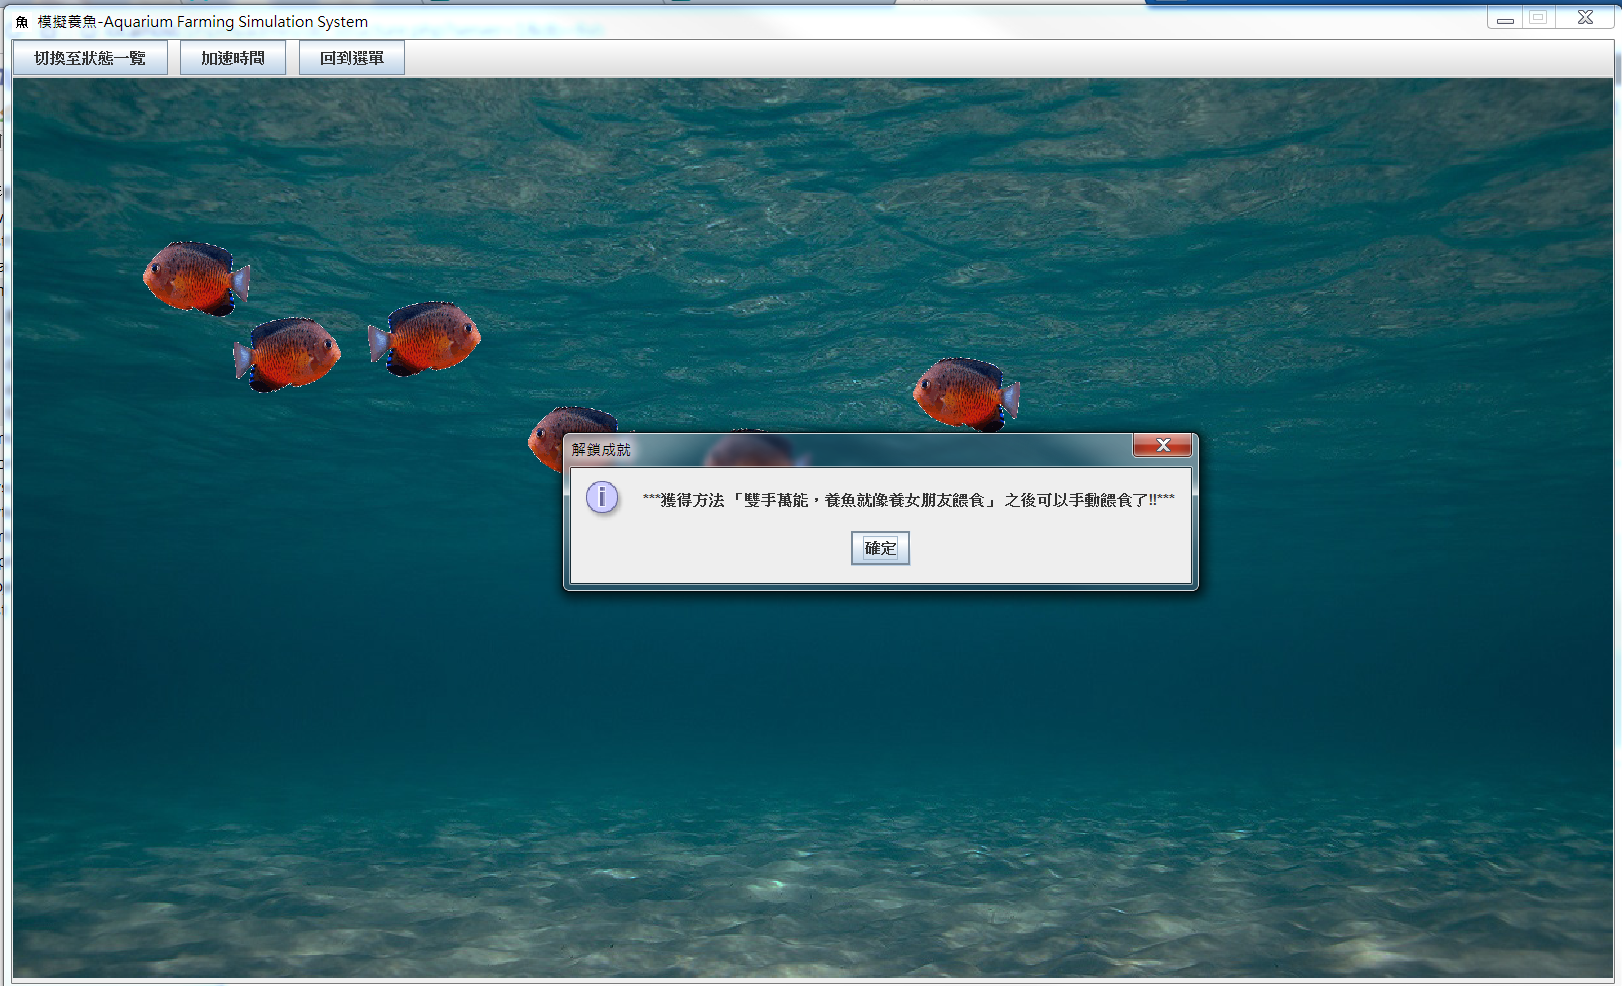 魚 模擬養魚-Aquarium Farming Simulation System
切換至狀態一覽 加速時間 回到選單
解鎖成就
***獲得方法「雙手萬能，養魚就像養女朋友餵食」之後可以手動餵食了!!***
確定